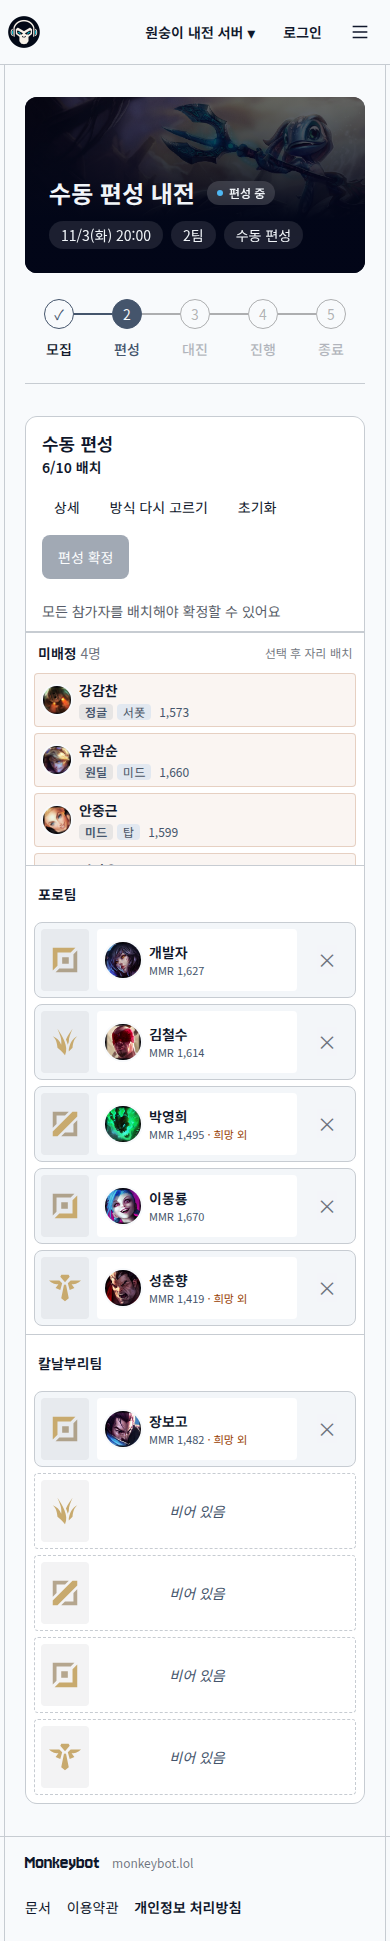 원숭이 내전 서버 ▾ 로그인
수동 편성 내전 편성 중
11/3(화) 20:00 2팀 수동 편성
✓ 2 3 4 5
모집 편성 대진 진행 종료
수동 편성
6/10 배치
상세 방식 다시 고르기 초기화
편성 확정
모든 참가자를 배치해야 확정할 수 있어요
미배정 4명 선택 후 자리 배치
강감찬
정글 서폿 1,573
유관순
원딜 미드 1,660
안중근
미드 탑 1,599
포로팀
개발자
MMR 1,627
김철수
MMR 1,614
박영희
MMR 1,495 · 희망 외
이몽룡
MMR 1,670
성춘향
MMR 1,419 · 희망 외
칼날부리팀
장보고
MMR 1,482 · 희망 외
비어 있음
비어 있음
비어 있음
비어 있음
Monkeybot monkeybot.lol
문서 이용약관 개인정보 처리방침